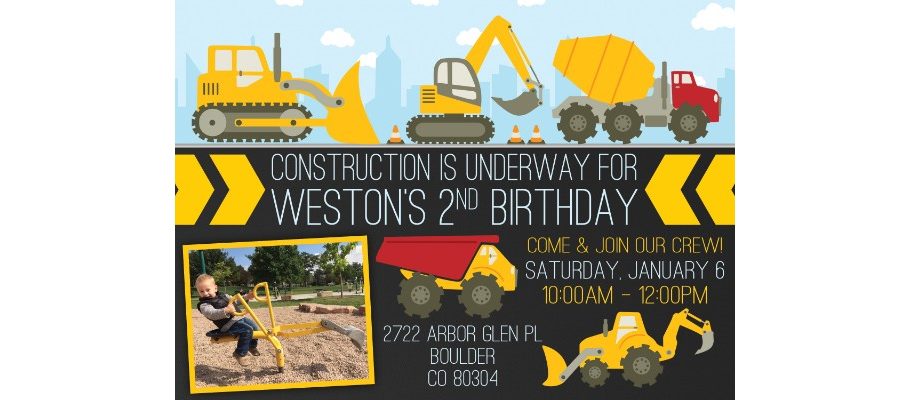 CONSTRUCTION IS UNDERWAY FOR
WESTON'S 2ND BIRTHDAY
COME & JOIN OUR CREW!
SATURDAY, JANUARY 6
10:00AM - 12:00PM
2722 ARBOR GLEN PL
BOULDER
CO 80304